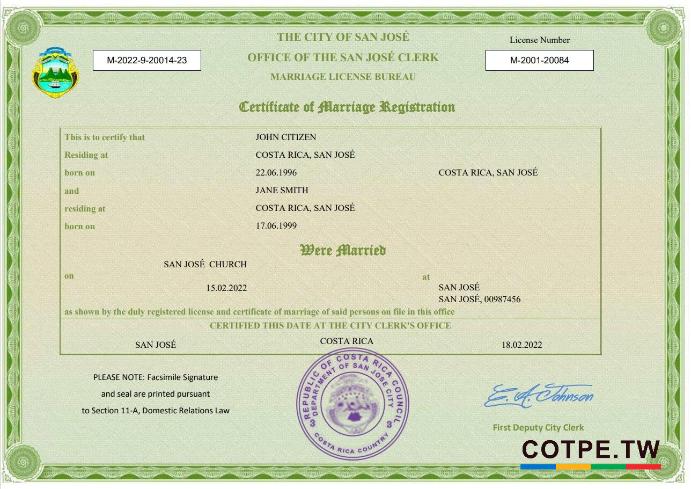 THE CITY OF SAN JOSÉ
License Number
M-2022-9-20014-23
OFFICE OF THE SAN JOSÉ CLERK
M-2001-20084
MARRIAGE LICENSE BUREAU
Certificate of Marriage Registration
This is to certify that JOHN CITIZEN
Residing at COSTA RICA, SAN JOSÉ
born on 22.06.1996 COSTA RICA, SAN JOSÉ
and JANE SMITH
residing at COSTA RICA, SAN JOSÉ
born on 17.06.1999
Were Married
SAN JOSÉ CHURCH
on at
15.02.2022 SAN JOSÉ
SAN JOSÉ, 00987456
as shown by the duly registered license and certificate of marriage of said persons on file in this office
CERTIFIED THIS DATE AT THE CITY CLERK'S OFFICE
SAN JOSÉ COSTA RICA 18.02.2022
PLEASE NOTE: Facsimile Signature
and seal are printed pursuant
to Section 11-A, Domestic Relations Law
REPUBLIC OF COSTA RICA COUNCIL
DEPARTMENT OF SAN JOSE CITY
COSTA RICA COUNTRY
E. A. Johnson
First Deputy City Clerk
COTPE.TW